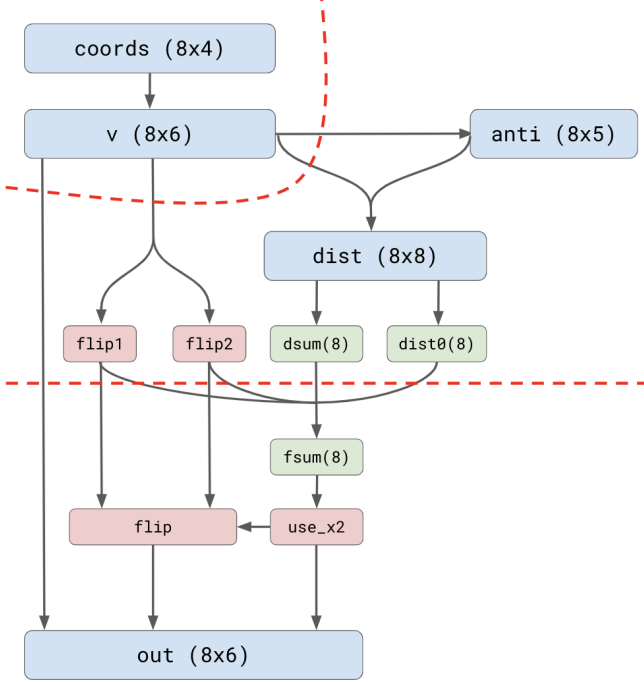 coords (8x4)
v (8x6)
anti (8x5)
dist (8x8)
flip1
flip2
dsum(8)
dist0(8)
fsum(8)
flip
use_x2
out (8x6)